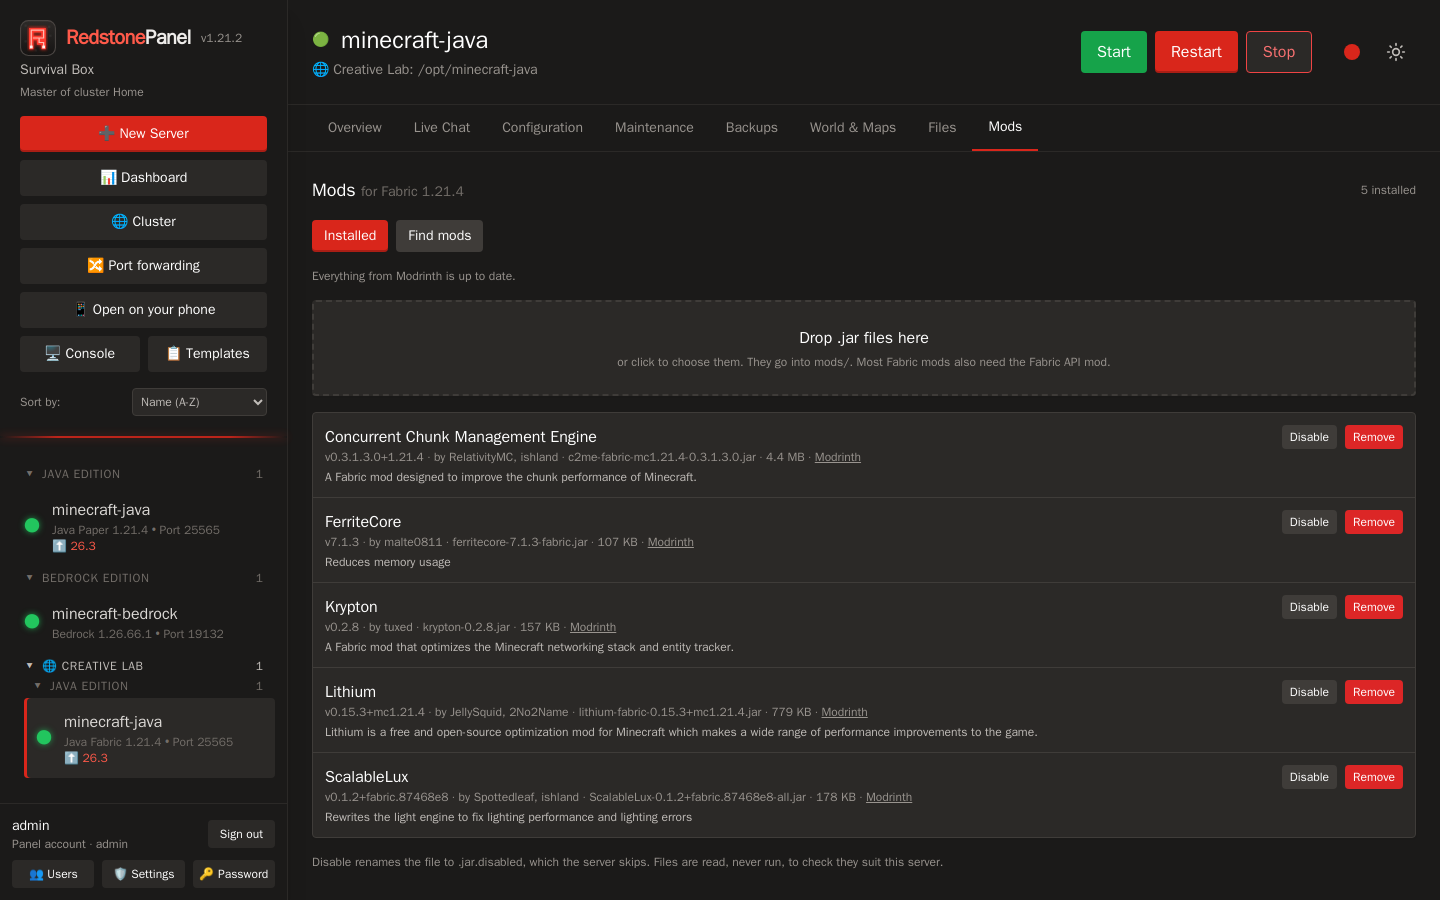 RedstonePanel v1.21.2
Survival Box
Master of cluster Home
➕ New Server
📊 Dashboard
🌐 Cluster
🔀 Port forwarding
📱 Open on your phone
🖥️ Console
📋 Templates
Sort by:
Name (A-Z)
JAVA EDITION 1
minecraft-java
Java Paper 1.21.4 • Port 25565
⬆️ 26.3
BEDROCK EDITION 1
minecraft-bedrock
Bedrock 1.26.66.1 • Port 19132
🌐 CREATIVE LAB 1
JAVA EDITION 1
minecraft-java
Java Fabric 1.21.4 • Port 25565
⬆️ 26.3
admin
Panel account · admin
Sign out
👥 Users
🛡️ Settings
🔑 Password
minecraft-java
🌐 Creative Lab: /opt/minecraft-java
Start
Restart
Stop
Overview
Live Chat
Configuration
Maintenance
Backups
World & Maps
Files
Mods
Mods for Fabric 1.21.4
5 installed
Installed
Find mods
Everything from Modrinth is up to date.
Drop .jar files here
or click to choose them. They go into mods/. Most Fabric mods also need the Fabric API mod.
Concurrent Chunk Management Engine
v0.3.1.3.0+1.21.4 · by RelativityMC, ishland · c2me-fabric-mc1.21.4-0.3.1.3.0.jar · 4.4 MB · Modrinth
A Fabric mod designed to improve the chunk performance of Minecraft.
Disable
Remove
FerriteCore
v7.1.3 · by malte0811 · ferritecore-7.1.3-fabric.jar · 107 KB · Modrinth
Reduces memory usage
Disable
Remove
Krypton
v0.2.8 · by tuxed · krypton-0.2.8.jar · 157 KB · Modrinth
A Fabric mod that optimizes the Minecraft networking stack and entity tracker.
Disable
Remove
Lithium
v0.15.3+mc1.21.4 · by JellySquid, 2No2Name · lithium-fabric-0.15.3+mc1.21.4.jar · 779 KB · Modrinth
Lithium is a free and open-source optimization mod for Minecraft which makes a wide range of performance improvements to the game.
Disable
Remove
ScalableLux
v0.1.2+fabric.87468e8 · by Spottedleaf, ishland · ScalableLux-0.1.2+fabric.87468e8-all.jar · 178 KB · Modrinth
Rewrites the light engine to fix lighting performance and lighting errors
Disable
Remove
Disable renames the file to .jar.disabled, which the server skips. Files are read, never run, to check they suit this server.